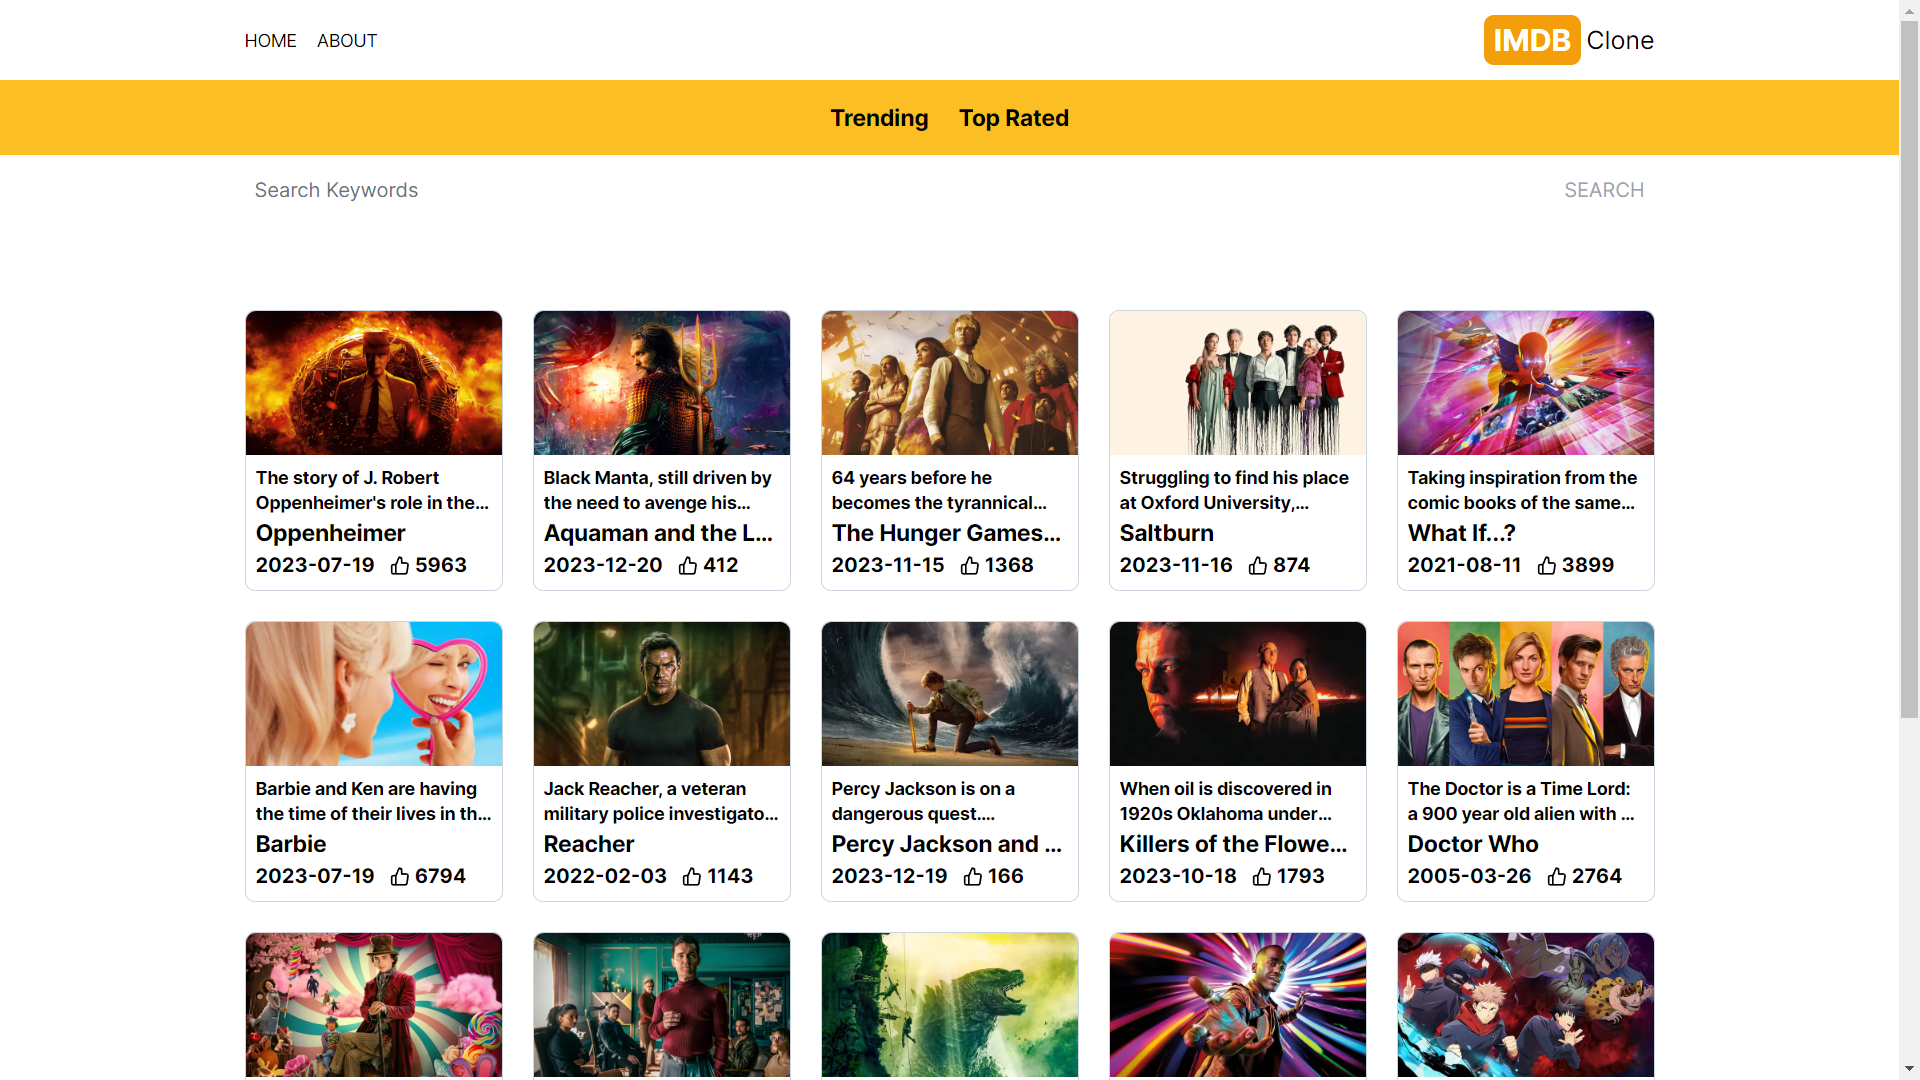 HOME ABOUT IMDB Clone
Trending Top Rated
Search Keywords SEARCH
The story of J. Robert
Oppenheimer's role in the...
Oppenheimer
2023-07-19 5963
Black Manta, still driven by
the need to avenge his...
Aquaman and the L...
2023-12-20 412
64 years before he
becomes the tyrannical...
The Hunger Games...
2023-11-15 1368
Struggling to find his place
at Oxford University,...
Saltburn
2023-11-16 874
Taking inspiration from the
comic books of the same...
What If...?
2021-08-11 3899
Barbie and Ken are having
the time of their lives in th...
Barbie
2023-07-19 6794
Jack Reacher, a veteran
military police investigato...
Reacher
2022-02-03 1143
Percy Jackson is on a
dangerous quest....
Percy Jackson and ...
2023-12-19 166
When oil is discovered in
1920s Oklahoma under...
Killers of the Flowe...
2023-10-18 1793
The Doctor is a Time Lord:
a 900 year old alien with ...
Doctor Who
2005-03-26 2764